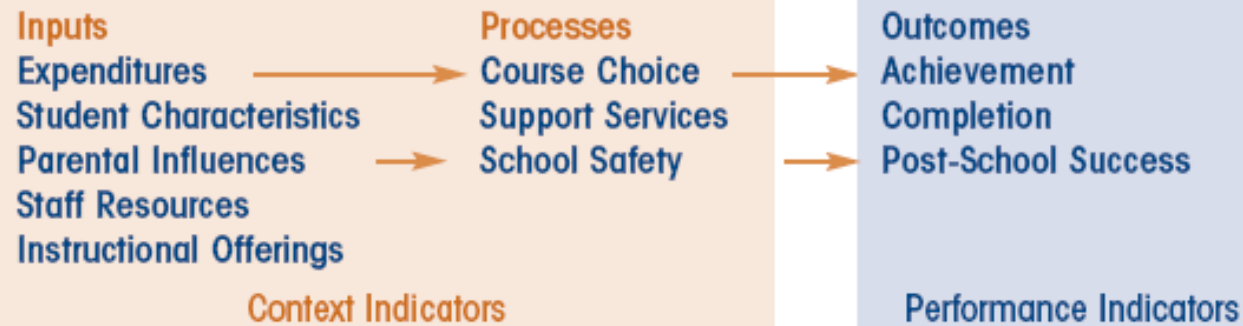 Inputs
Expenditures
Student Characteristics
Parental Influences
Staff Resources
Instructional Offerings
Processes
Course Choice
Support Services
School Safety
Context Indicators
Outcomes
Achievement
Completion
Post-School Success
Performance Indicators